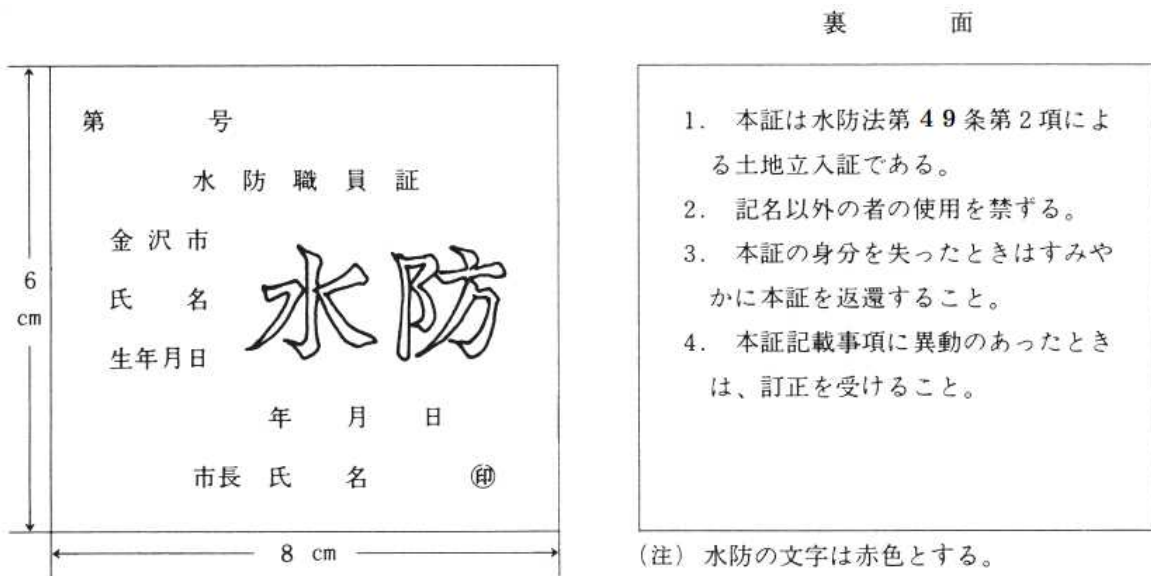 第　　　号
水防職員証
金沢市
氏　名
生年月日
水防
年　月　日
市長　氏　名　㊞
6
cm
8 cm
裏　面
1.　本証は水防法第49条第2項によ
る土地立入証である。
2.　記名以外の者の使用を禁ずる。
3.　本証の身分を失ったときはすみや
かに本証を返還すること。
4.　本証記載事項に異動のあったとき
は、訂正を受けること。
(注) 水防の文字は赤色とする。